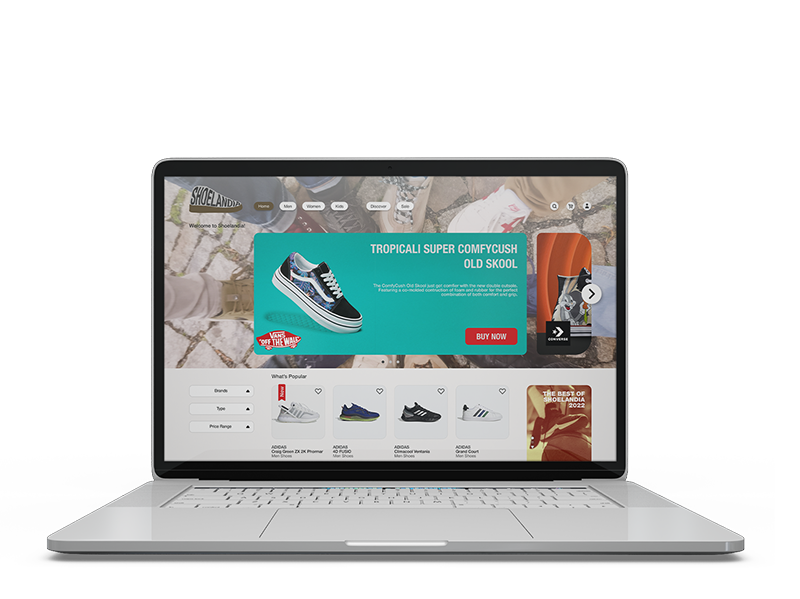 SHOELANDIA
Home
Men
Women
Kids
Discover
Sale
Welcome to Shoelandia!
TROPICALI SUPER COMFYCUSH
OLD SKOOL
The ComfyCush Old Skool just got comfier with the new double outsole.
Featuring a co-molded construction of foam and rubber for the perfect
combination of both comfort and grip.
VANS
"OFF THE WALL"
BUY NOW
CONVERSE
What's Popular
Brands
Type
Price Range
New
ADIDAS
Craig Green ZX 2K Phormar
Men Shoes
ADIDAS
4D FUSIO
Men Shoes
ADIDAS
Climacool Ventania
Men Shoes
ADIDAS
Grand Court
Men Shoes
THE BEST OF
SHOELANDIA
2022